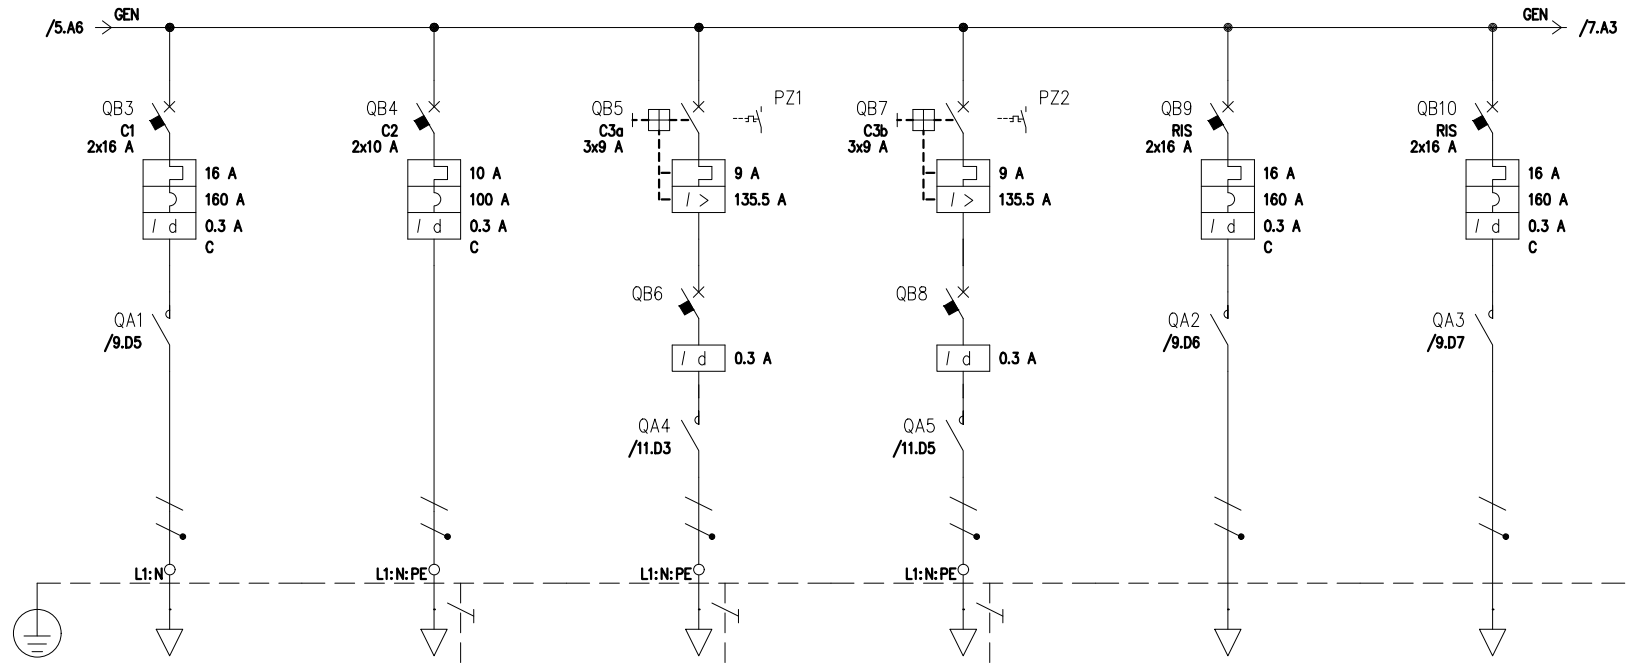 /5.A6 GEN GEN /7.A3
QB3 QB4 QB5 PZ1 QB7 PZ2 QB9 QB10
C1 C2 C3a C3b RIS RIS
2x16 A 2x10 A 3x9 A 3x9 A 2x16 A 2x16 A
16 A 10 A 9 A 9 A 16 A 16 A
160 A 100 A I > 135.5 A I > 135.5 A 160 A 160 A
I d 0.3 A I d 0.3 A I d 0.3 A I d 0.3 A
C C C C
QB6 QB8
QA1 QA2 QA3
/9.D5 /9.D6 /9.D7
I d 0.3 A I d 0.3 A
QA4 QA5
/11.D3 /11.D5
L1:N L1:N:PE L1:N:PE L1:N:PE